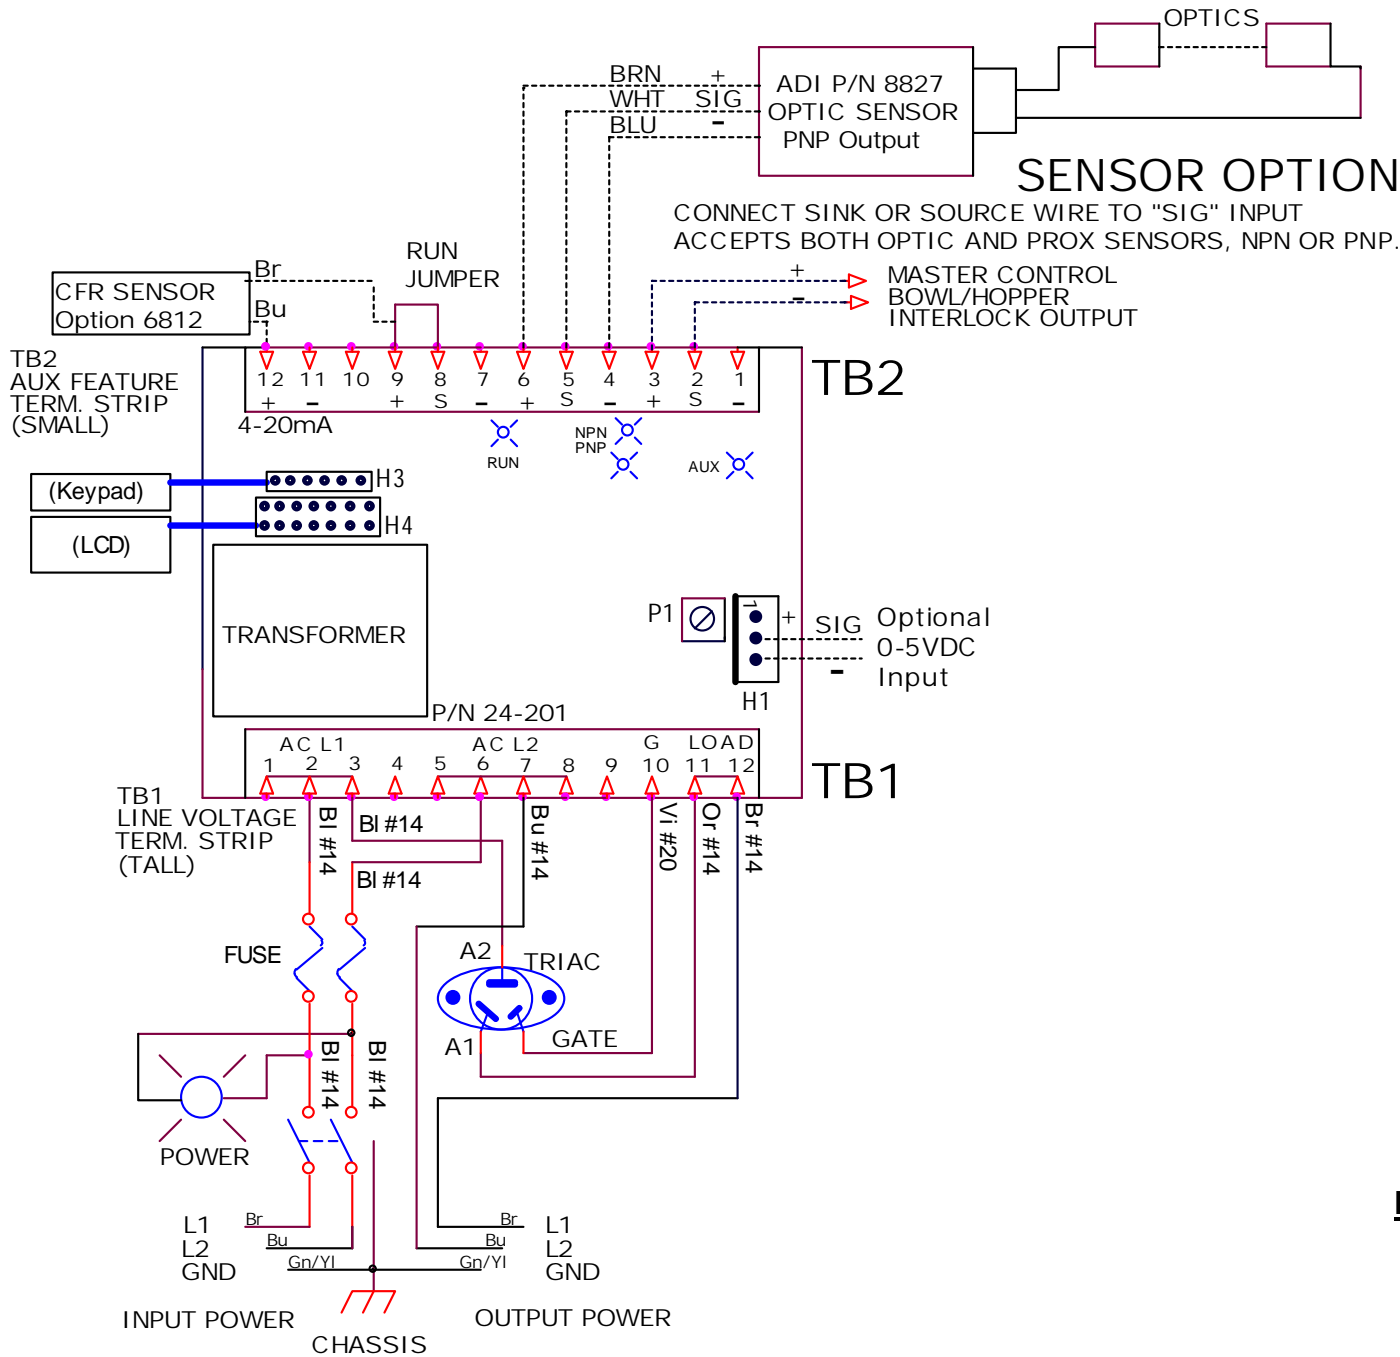 OPTICS
BRN +
WHT SIG
BLU -
ADI P/N 8827
OPTIC SENSOR
PNP Output
SENSOR OPTION
CONNECT SINK OR SOURCE WIRE TO "SIG" INPUT
ACCEPTS BOTH OPTIC AND PROX SENSORS, NPN OR PNP.
RUN
JUMPER
Br
Bu
CFR SENSOR
Option 6812
+ MASTER CONTROL
- BOWL/HOPPER
INTERLOCK OUTPUT
TB2
AUX FEATURE
TERM. STRIP
(SMALL)
12 11 10 9 8 7 6 5 4 3 2 1
+ - + S - + S - + S -
TB2
4-20mA
RUN
NPN
PNP
AUX
(Keypad)
H3
(LCD)
H4
TRANSFORMER
P1
1
+
SIG
-
Optional
0-5VDC
Input
H1
P/N 24-201
AC L1 AC L2 G LOAD
1 2 3 4 5 6 7 8 9 10 11 12
TB1
TB1
LINE VOLTAGE
TERM. STRIP
(TALL)
Bl #14
Bl #14
Bl #14
Bu #14
Vi #20
Or #14
Br #14
FUSE
A2
TRIAC
A1
GATE
Bl #14
Bl #14
POWER
L1 Br
L2 Bu
GND Gn/Yl
Br L1
Bu L2
Gn/Yl GND
INPUT POWER
OUTPUT POWER
CHASSIS